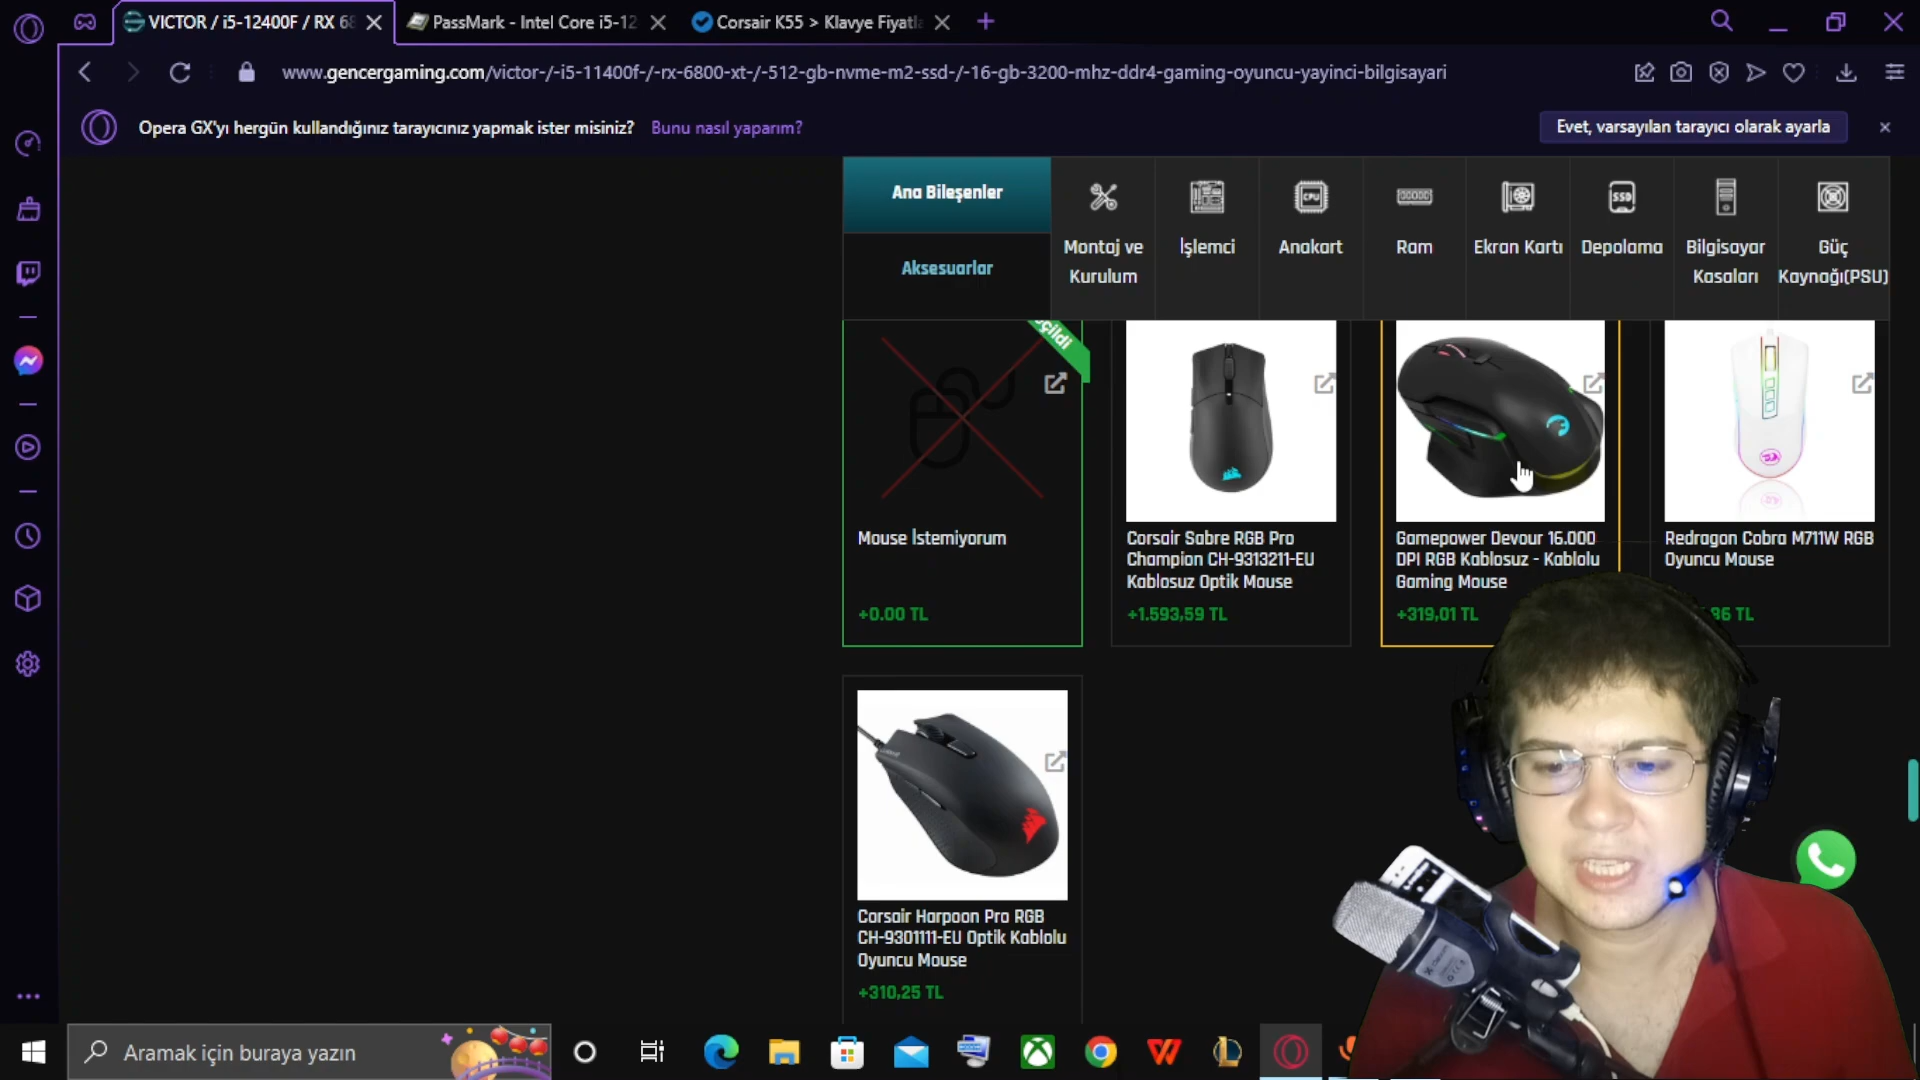 VICTOR / i5-12400F / RX 68
PassMark - Intel Core i5-12
Corsair K55 > Klavye Fiyatla
www.gencergaming.com/victor-/-i5-11400f-/-rx-6800-xt-/-512-gb-nvme-m2-ssd-/-16-gb-3200-mhz-ddr4-gaming-oyuncu-yayinci-bilgisayari
Opera GX'yı hergün kullandığınız tarayıcınız yapmak ister misiniz? Bunu nasıl yaparım?
Evet, varsayılan tarayıcı olarak ayarla
Ana Bileşenler
Aksesuarlar
Montaj ve
Kurulum
İşlemci
CPU
Anakart
Ram
Ekran Kartı
SSD
Depolama
Bilgisayar
Kasaları
Güç
Kaynağı(PSU)
Mouse İstemiyorum
+0.00 TL
Corsair Sabre RGB Pro
Champion CH-9313211-EU
Kablosuz Optik Mouse
+1.593,59 TL
Gamepower Devour 16.000
DPI RGB Kablosuz - Kablolu
Gaming Mouse
+319,01 TL
Redragon Cobra M711W RGB
Oyuncu Mouse
TL
Corsair Harpoon Pro RGB
CH-9301111-EU Optik Kablolu
Oyuncu Mouse
+310,25 TL
Aramak için buraya yazın